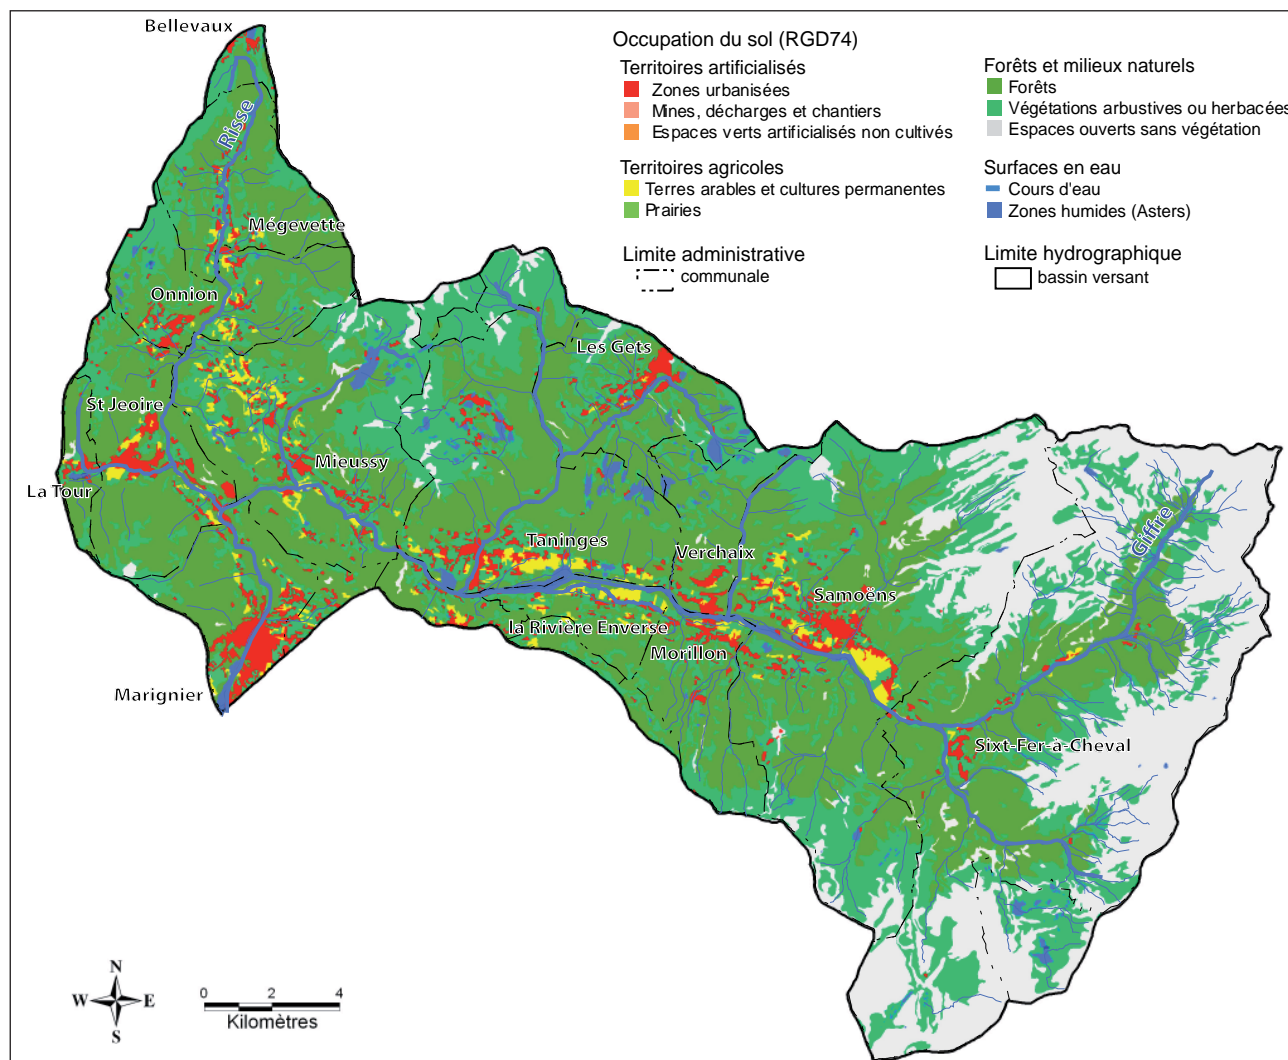 Occupation du sol (RGD74)
Territoires artificialisés
Zones urbanisées
Mines, décharges et chantiers
Espaces verts artificialisés non cultivés
Territoires agricoles
Terres arables et cultures permanentes
Prairies
Limite administrative
communale
Forêts et milieux naturels
Forêts
Végétations arbustives ou herbacées
Espaces ouverts sans végétation
Surfaces en eau
Cours d'eau
Zones humides (Asters)
Limite hydrographique
bassin versant
Bellevaux
Risse
Mégevette
Onnion
Les Gets
St Jeoire
Mieussy
La Tour
Giffre
Taninges
Verchaix
Samoëns
la Rivière Enverse
Morillon
Marignier
Sixt-Fer-a-Cheval
N
W E
S
0 2 4
Kilomètres